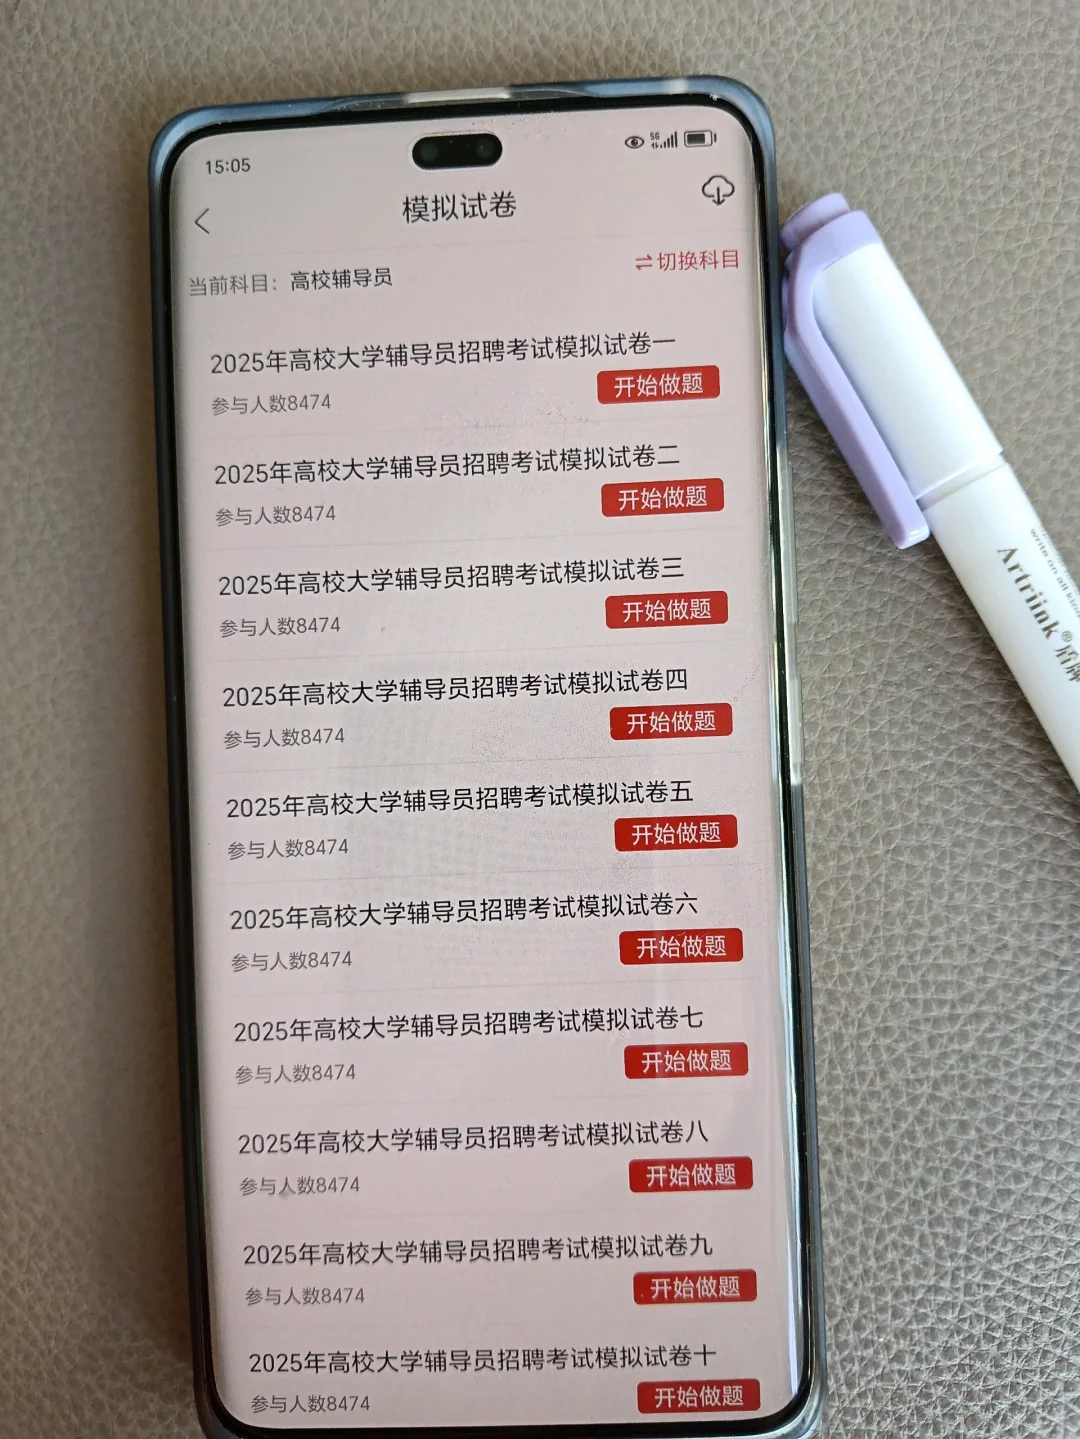 15:05
5G
模拟试卷
当前科目：高校辅导员
⇌切换科目
2025年高校大学辅导员招聘考试模拟试卷一
参与人数8474
开始做题
2025年高校大学辅导员招聘考试模拟试卷二
参与人数8474
开始做题
2025年高校大学辅导员招聘考试模拟试卷三
参与人数8474
开始做题
2025年高校大学辅导员招聘考试模拟试卷四
参与人数8474
开始做题
2025年高校大学辅导员招聘考试模拟试卷五
参与人数8474
开始做题
2025年高校大学辅导员招聘考试模拟试卷六
参与人数8474
开始做题
2025年高校大学辅导员招聘考试模拟试卷七
参与人数8474
开始做题
2025年高校大学辅导员招聘考试模拟试卷八
参与人数8474
开始做题
2025年高校大学辅导员招聘考试模拟试卷九
参与人数8474
开始做题
2025年高校大学辅导员招聘考试模拟试卷十
参与人数8474
开始做题
Artriink®盾牌
write on all kind